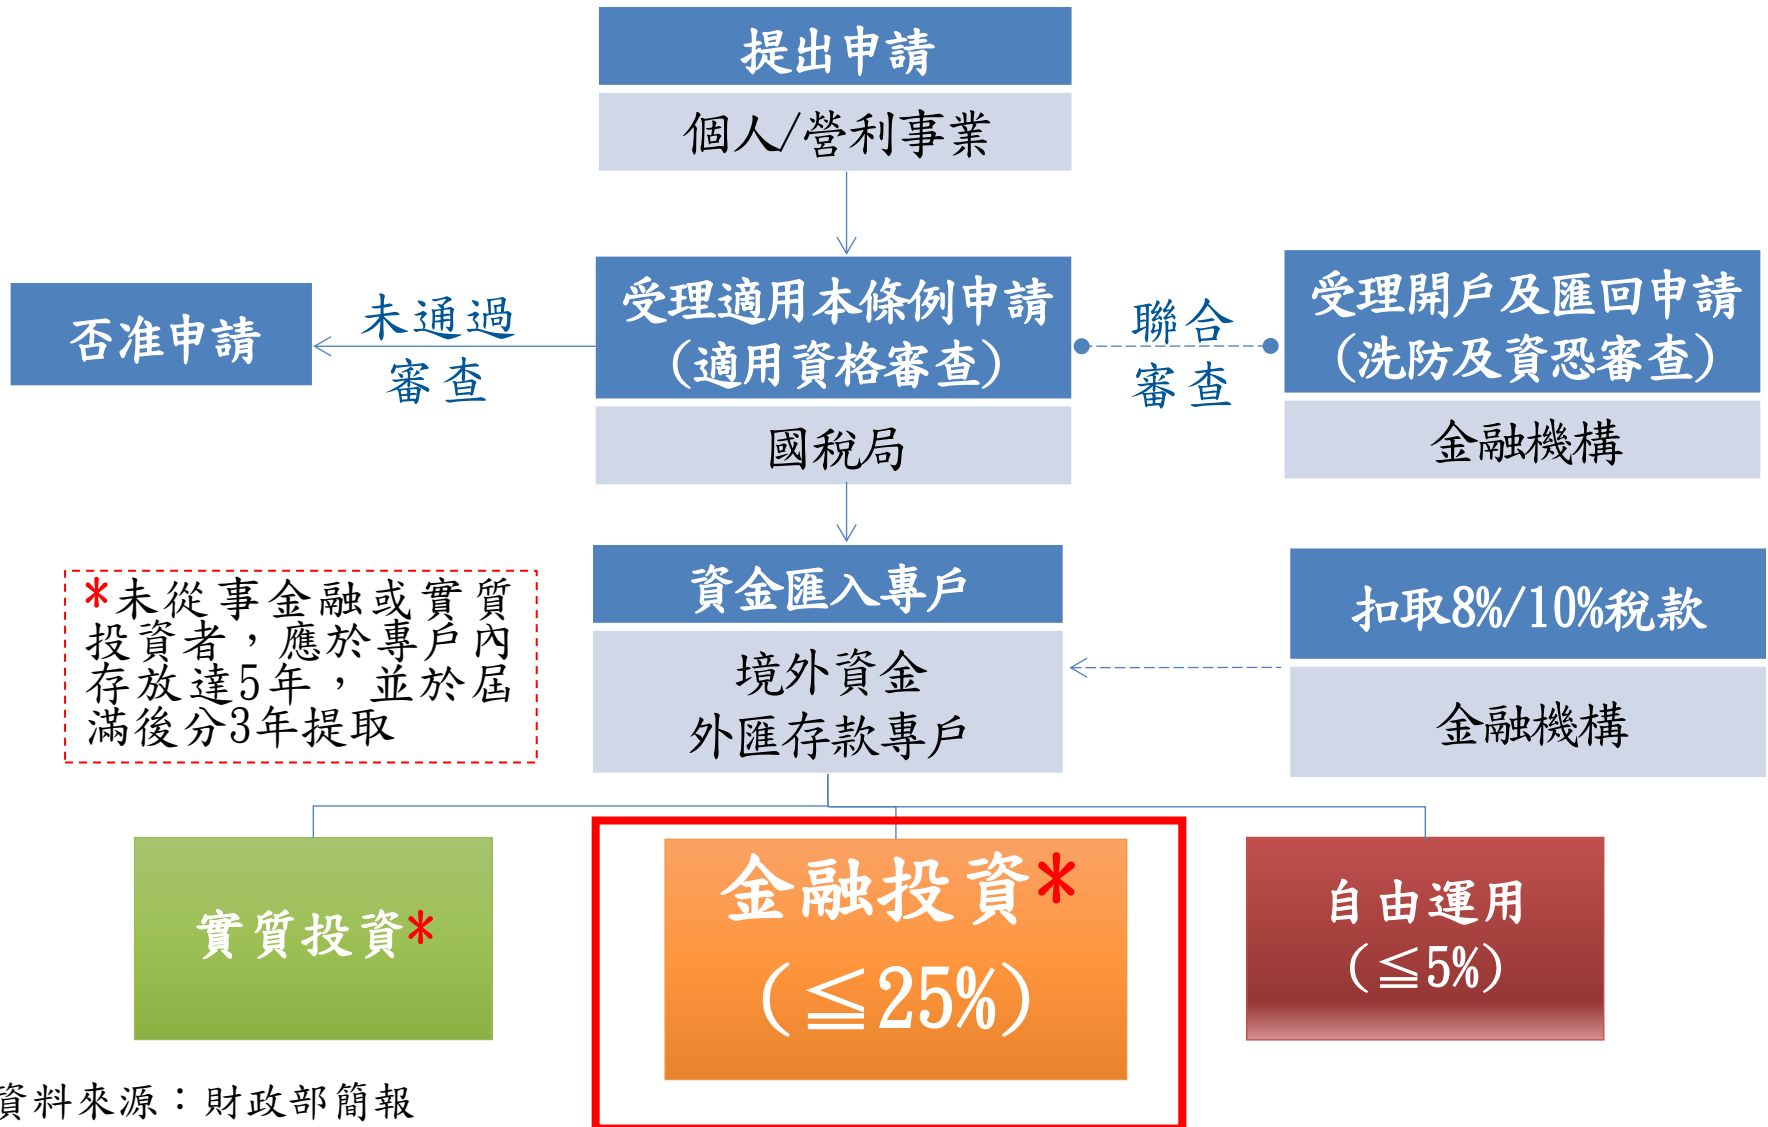 提出申請
個人/營利事業
否准申請
未通過
審查
受理適用本條例申請
(適用資格審查)
國稅局
聯合
審查
受理開戶及匯回申請
(洗防及資恐審查)
金融機構
*未從事金融或實質
投資者，應於專戶內
存放達5年，並於屆
滿後分3年提取
資金匯入專戶
境外資金
外匯存款專戶
扣取8%/10%稅款
金融機構
實質投資*
金融投資*
(≦25%)
自由運用
(≦5%)
資料來源：財政部簡報